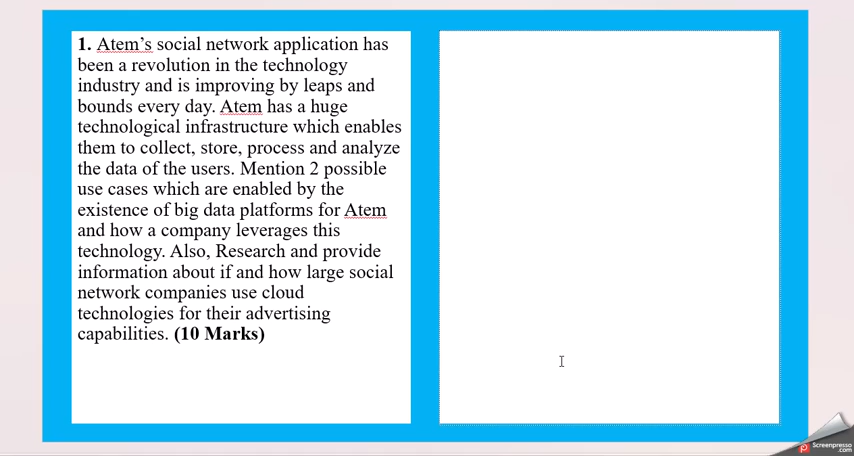 1. Atem's social network application has
been a revolution in the technology
industry and is improving by leaps and
bounds every day. Atem has a huge
technological infrastructure which enables
them to collect, store, process and analyze
the data of the users. Mention 2 possible
use cases which are enabled by the
existence of big data platforms for Atem
and how a company leverages this
technology. Also, Research and provide
information about if and how large social
network companies use cloud
technologies for their advertising
capabilities. (10 Marks)
Screenpresso
.com